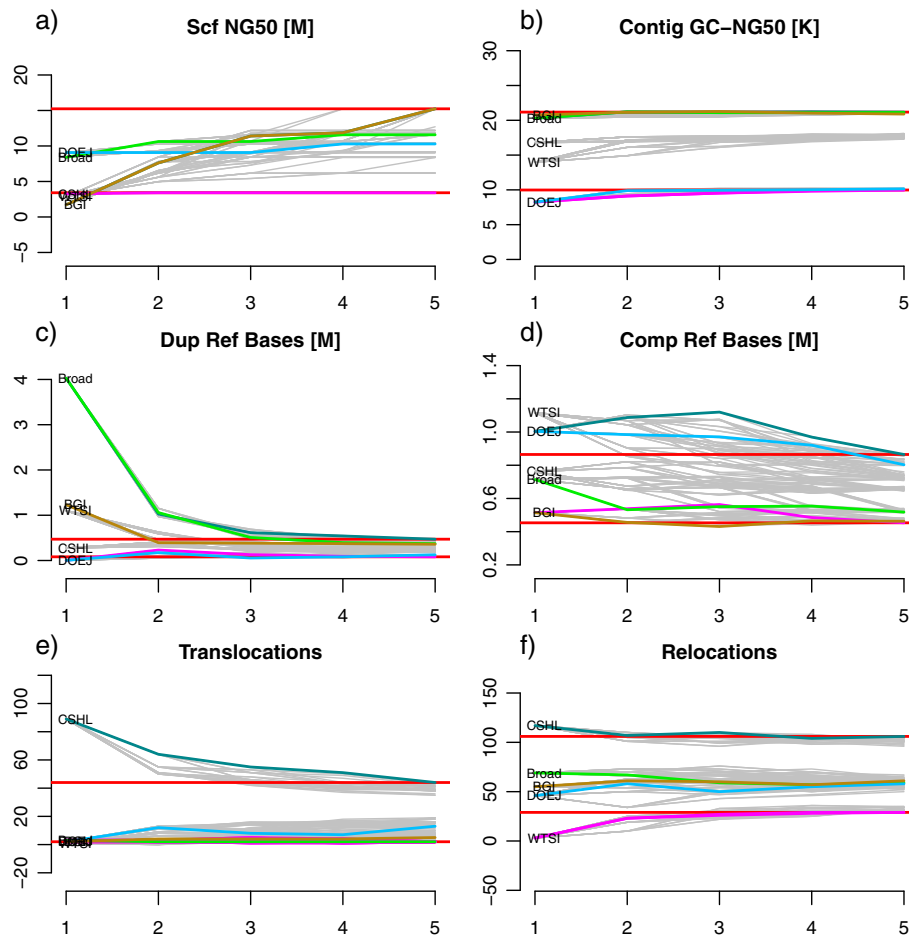 a) Scf NG50 [M]
20
15
10
5
0
−5
DOEJ
Broad
CSHL
BGI
1 2 3 4 5
b) Contig GC−NG50 [K]
30
20
10
5
0
BGI
Broad
CSHL
WTSI
DOEJ
1 2 3 4 5
c) Dup Ref Bases [M]
4
3
2
1
0
Broad
BGI
WTSI
CSHL
DOEJ
1 2 3 4 5
d) Comp Ref Bases [M]
1.4
1.0
0.6
0.2
WTSI
DOEJ
CSHL
Broad
BGI
1 2 3 4 5
e) Translocations
100
60
20
−20
CSHL
WTSI
1 2 3 4 5
f) Relocations
150
100
50
0
−50
CSHL
Broad
BGI
DOEJ
WTSI
1 2 3 4 5